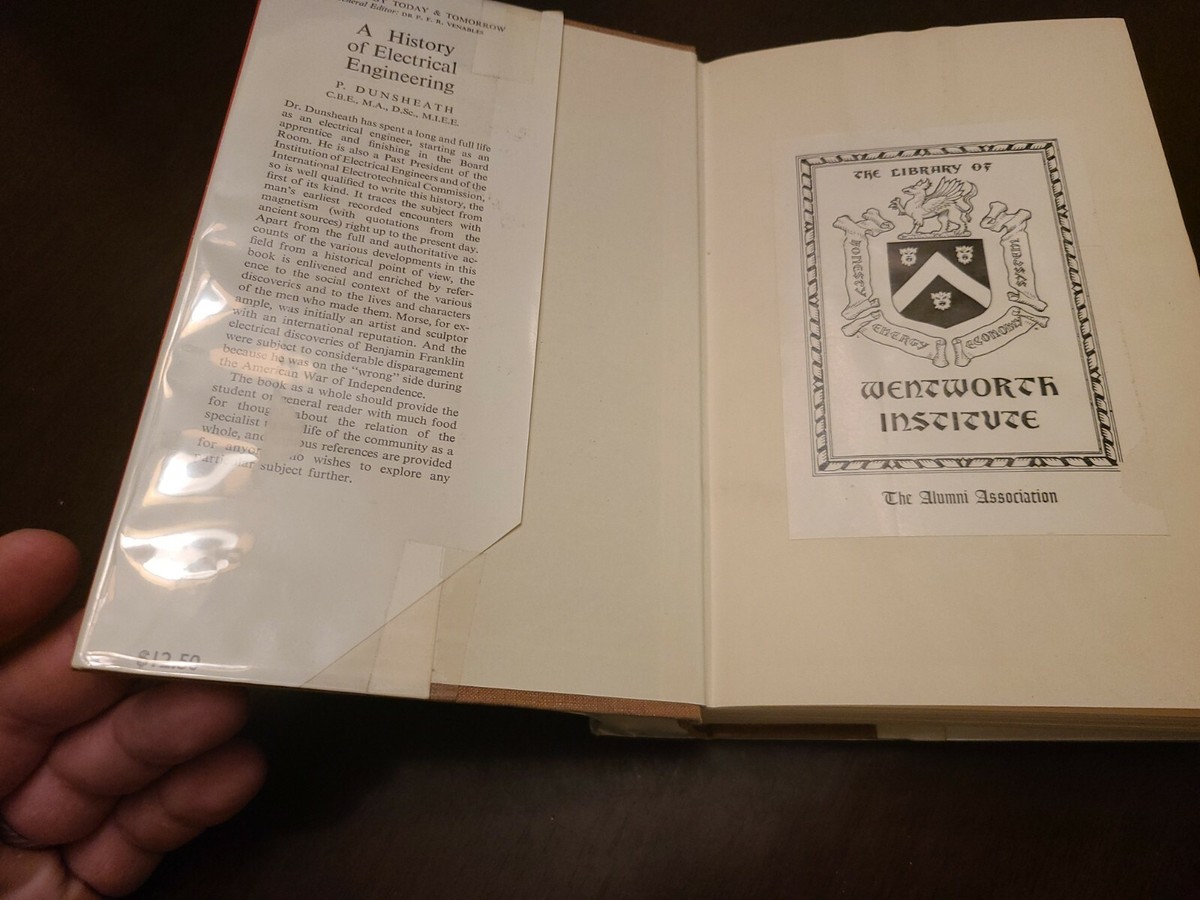 TODAY & TOMORROW
General Editor: DR P. F. R. VENABLES
A History
of Electrical
Engineering
P. DUNSHEATH
C.B.E., M.A., D.Sc., M.I.E.E.
Dr. Dunsheath has spent a long and full life
as an electrical engineer, starting as an
apprentice and finishing in the Board
Room. He is also a Past President of the
Institution of Electrical Engineers and of the
International Electrotechnical Commission,
so is well qualified to write this history, the
first of its kind. It traces the subject from
man's earliest recorded encounters with
magnetism (with quotations from the
ancient sources) right up to the present day.
Apart from the full and authoritative ac-
counts of the various developments in this
field from a historical point of view, the
book is enlivened and enriched by refer-
ence to the social context of the various
discoveries and to the lives and characters
of the men who made them. Morse, for ex-
ample, was initially an artist and sculptor
with an international reputation. And the
electrical discoveries of Benjamin Franklin
were subject to considerable disparagement
because he was on the "wrong" side during
the American War of Independence.
The book as a whole should provide the
student or general reader with much food
for thoug about the relation of the
specialist life of the community as a
whole, and ous references are provided
for anyon who wishes to explore any
particular subject further.
$12.50
THE LIBRARY OF
HONESTY
SYSTEM
ENERGY
ECONOMY
WENTWORTH
INSTITUTE
The Alumni Association